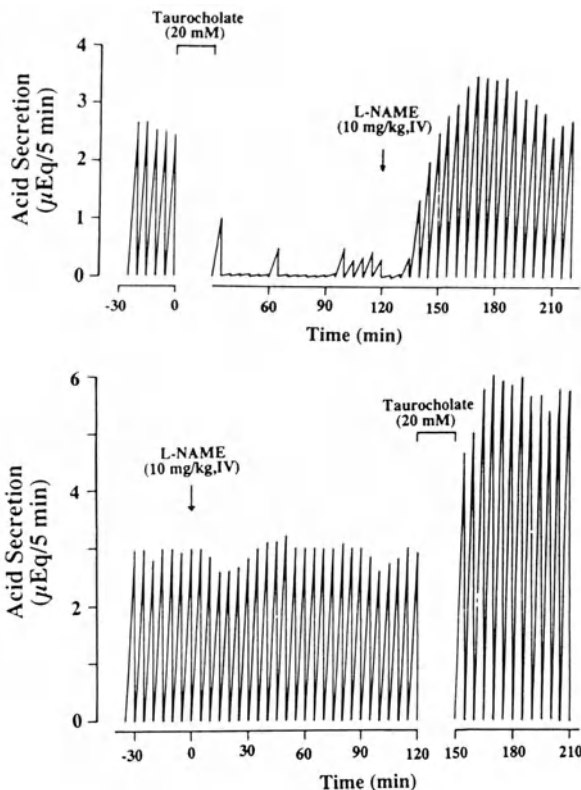 Taurocholate
(20 mM)
Acid Secretion
(µEq/5 min)
4
3
2
1
0
L-NAME
(10 mg/kg,IV)
-30 0 60 90 120 150 180 210
Time (min)
Acid Secretion
(µEq/5 min)
6
4
2
0
Taurocholate
(20 mM)
L-NAME
(10 mg/kg,IV)
-30 0 30 60 90 120 150 180 210
Time (min)